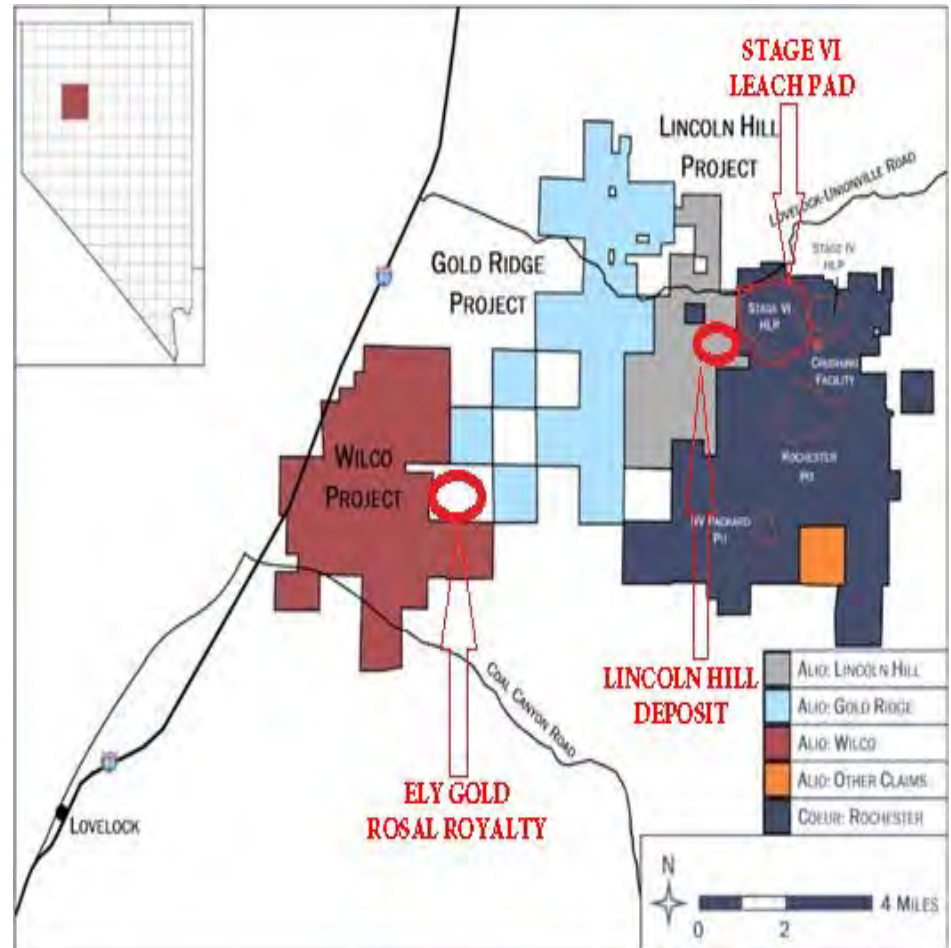 STAGE VI
LEACH PAD
LINCOLN HILL
PROJECT
LOVELOCK-UNIONVILLE ROAD
STAGE IV
HLP
GOLD RIDGE
PROJECT
STAGE VI
HLP
CRUSHING
FACILITY
WILCO
PROJECT
ROCHESTER
PIT
PACKARD
PIT
COAL CANYON ROAD
LINCOLN HILL
DEPOSIT
ELY GOLD
ROSAL ROYALTY
LOVELOCK
ALIO: LINCOLN HILL
ALIO: GOLD RIDGE
ALIO: WILCO
ALIO: OTHER CLAIMS
COEUR: ROCHESTER
N
4 MILES
0 2